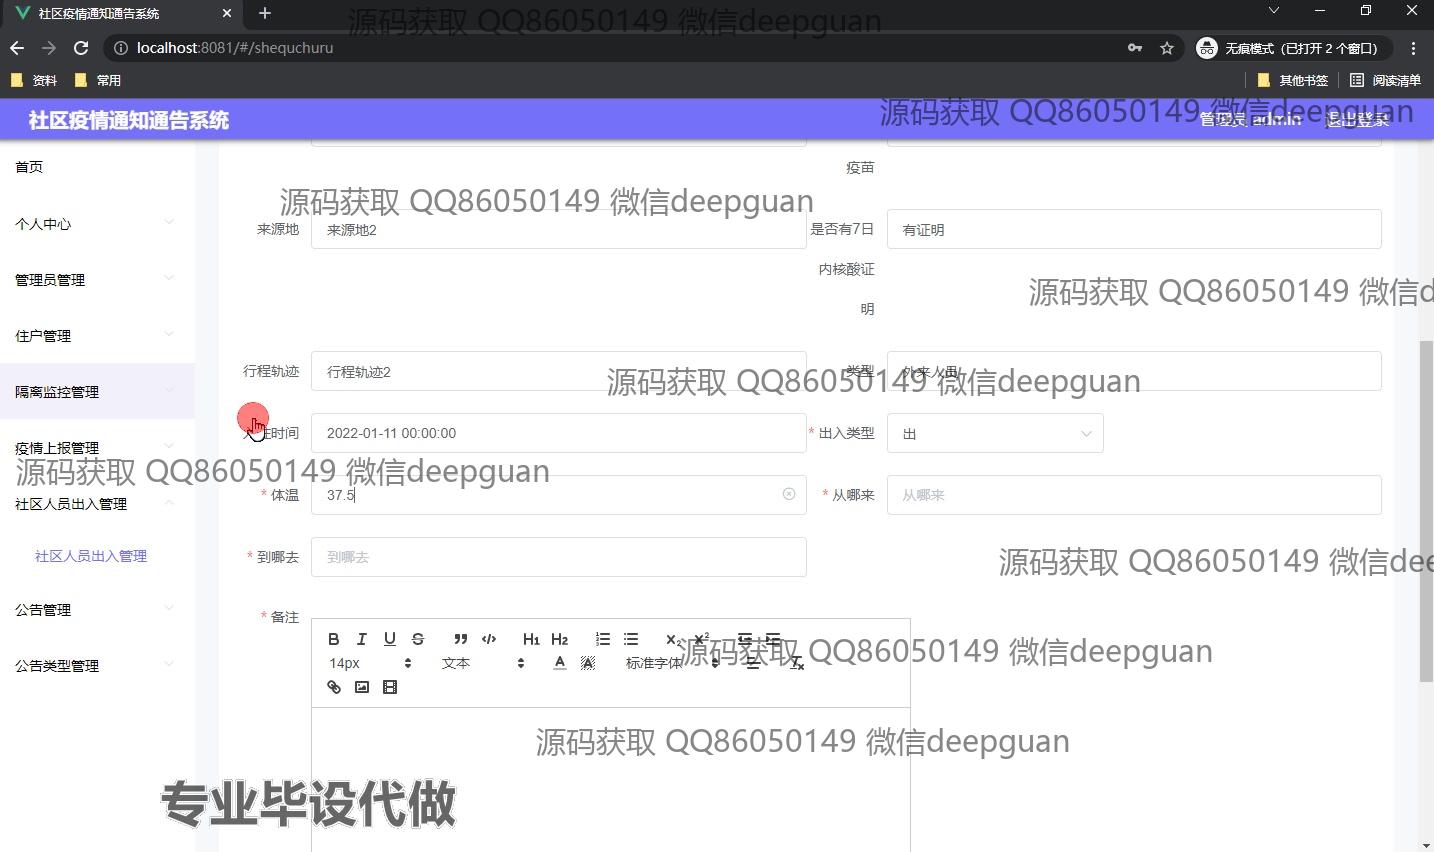 社区疫情通知通告系统
源码获取 QQ86050149 微信deepguan
localhost:8081/#/shequchuru
无痕模式（已打开 2 个窗口）
资料
常用
其他书签
阅读清单
社区疫情通知通告系统
源码获取 QQ86050149 微信deepguan
管理员 admin
退出登录
首页
疫苗
源码获取 QQ86050149 微信deepguan
个人中心
来源地
来源地2
是否有7日
内核酸证
明
有证明
管理员管理
源码获取 QQ86050149 微信d
住户管理
行程轨迹
行程轨迹2
类型
外来人员
源码获取 QQ86050149 微信deepguan
隔离监控管理
时间
2022-01-11 00:00:00
* 出入类型
出
疫情上报管理
源码获取 QQ86050149 微信deepguan
* 体温
37.5
* 从哪来
从哪来
社区人员出入管理
社区人员出入管理
* 到哪去
到哪去
源码获取 QQ86050149 微信dee
公告管理
* 备注
B I U S H1 H2 X2 X2
14px 文本 A A 标准字体
源码获取 QQ86050149 微信deepguan
公告类型管理
源码获取 QQ86050149 微信deepguan
专业毕设代做